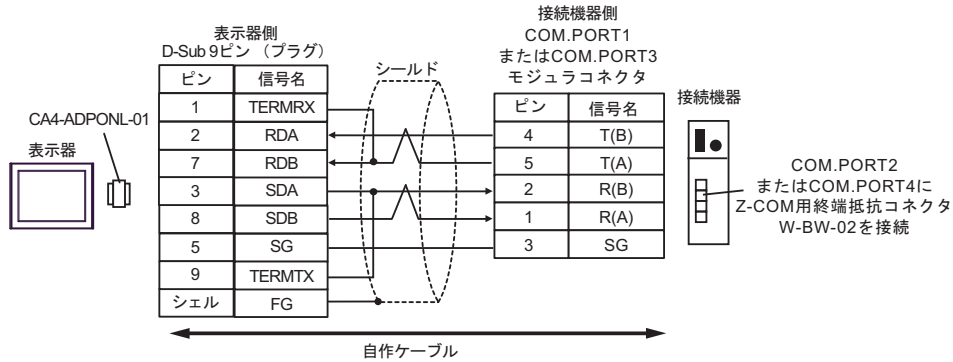 表示器側
D-Sub 9ピン （プラグ）
ピン 信号名
1 TERMRX
2 RDA
7 RDB
3 SDA
8 SDB
5 SG
9 TERMTX
シェル FG
CA4-ADPONL-01
表示器
シールド
接続機器側
COM.PORT1
またはCOM.PORT3
モジュラコネクタ
ピン 信号名
4 T(B)
5 T(A)
2 R(B)
1 R(A)
3 SG
接続機器
COM.PORT2
またはCOM.PORT4に
Z-COM用終端抵抗コネクタ
W-BW-02を接続
自作ケーブル